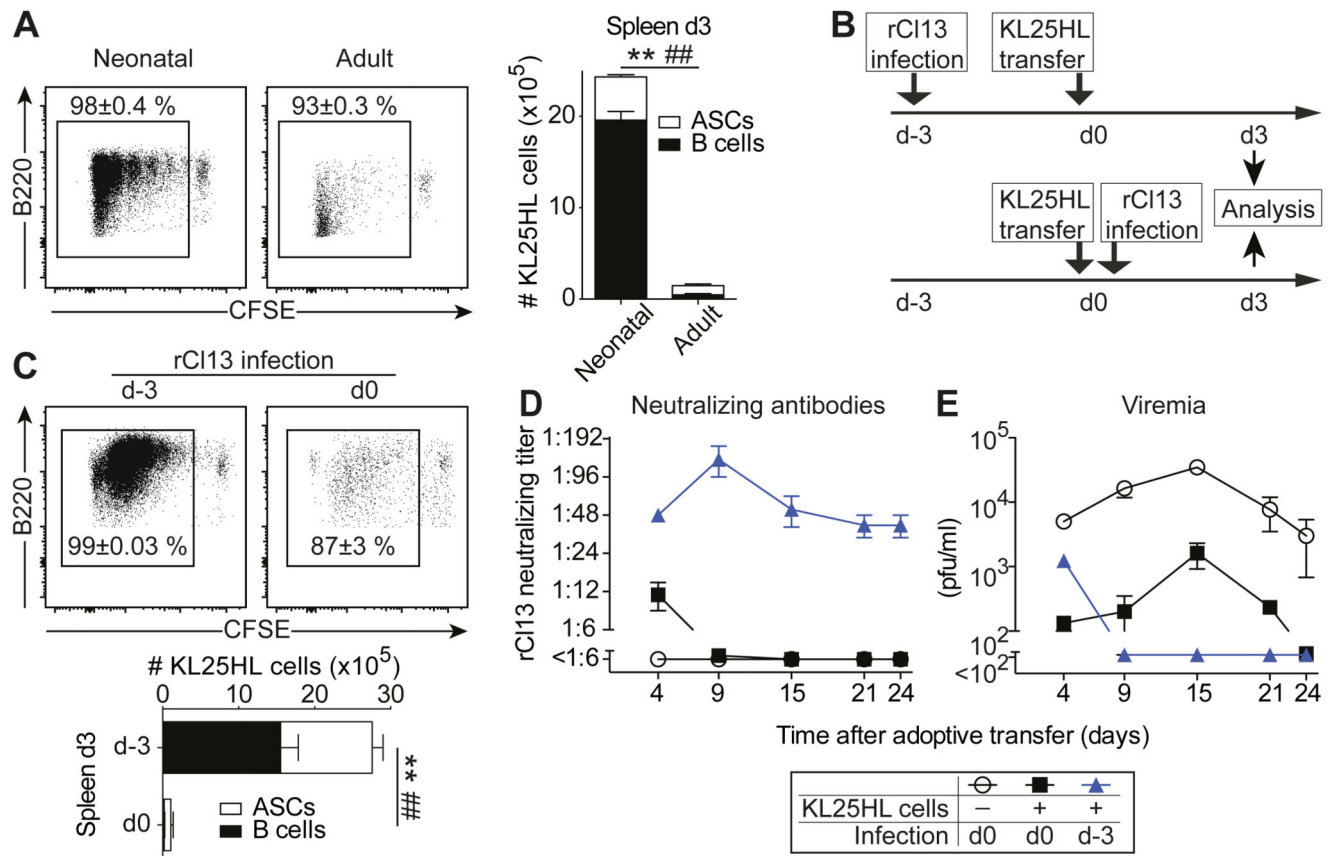 A
Neonatal
Adult
98±0.4 %
93±0.3 %
B220
CFSE
Spleen d3
** ##
# KL25HL cells (x10⁵)
20
10
0
ASCs
B cells
Neonatal
Adult
B
rCl13
infection
KL25HL
transfer
d-3
d0
d3
KL25HL
transfer
rCl13
infection
Analysis
d-3
d0
d3
C
rCl13 infection
d-3
d0
99±0.03 %
87±3 %
B220
CFSE
# KL25HL cells (x10⁵)
0
10
20
30
Spleen d3
d-3
d0
** ##
ASCs
B cells
D
Neutralizing antibodies
rCl13 neutralizing titer
1:192
1:96
1:48
1:24
1:12
1:6
<1:6
4
9
15
21
24
E
Viremia
(pfu/ml)
10⁵
10⁴
10³
10²
10²
<10²
4
9
15
21
24
Time after adoptive transfer (days)
KL25HL cells − + +
Infection d0 d0 d-3